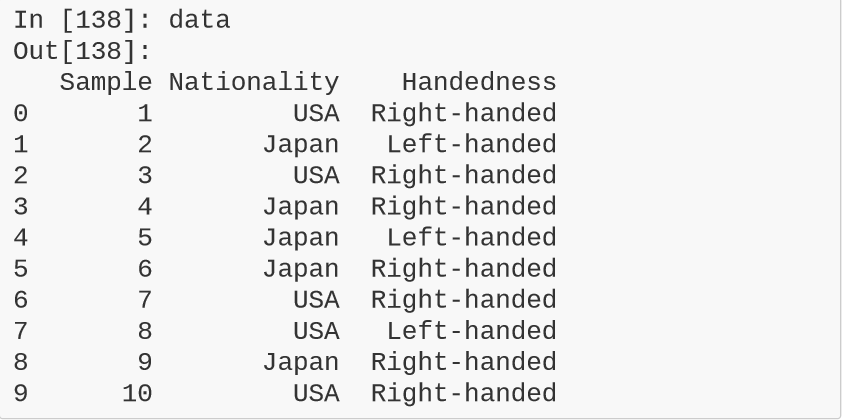 In [138]: data
Out[138]:
   Sample Nationality    Handedness
0       1         USA  Right-handed
1       2       Japan   Left-handed
2       3         USA  Right-handed
3       4       Japan  Right-handed
4       5       Japan   Left-handed
5       6       Japan  Right-handed
6       7         USA  Right-handed
7       8         USA   Left-handed
8       9       Japan  Right-handed
9      10         USA  Right-handed